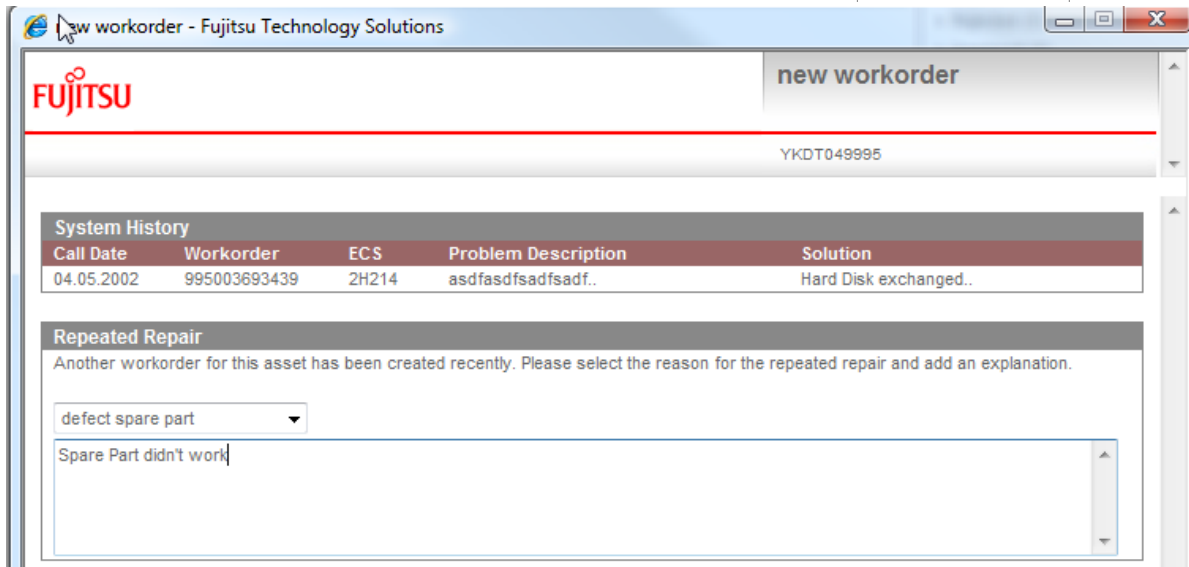 new workorder - Fujitsu Technology Solutions
FUJITSU
new workorder
YKDT049995
System History
Call Date Workorder ECS Problem Description Solution
04.05.2002 995003693439 2H214 asdfasdfsadfsadf.. Hard Disk exchanged..
Repeated Repair
Another workorder for this asset has been created recently. Please select the reason for the repeated repair and add an explanation.
defect spare part
Spare Part didn't work